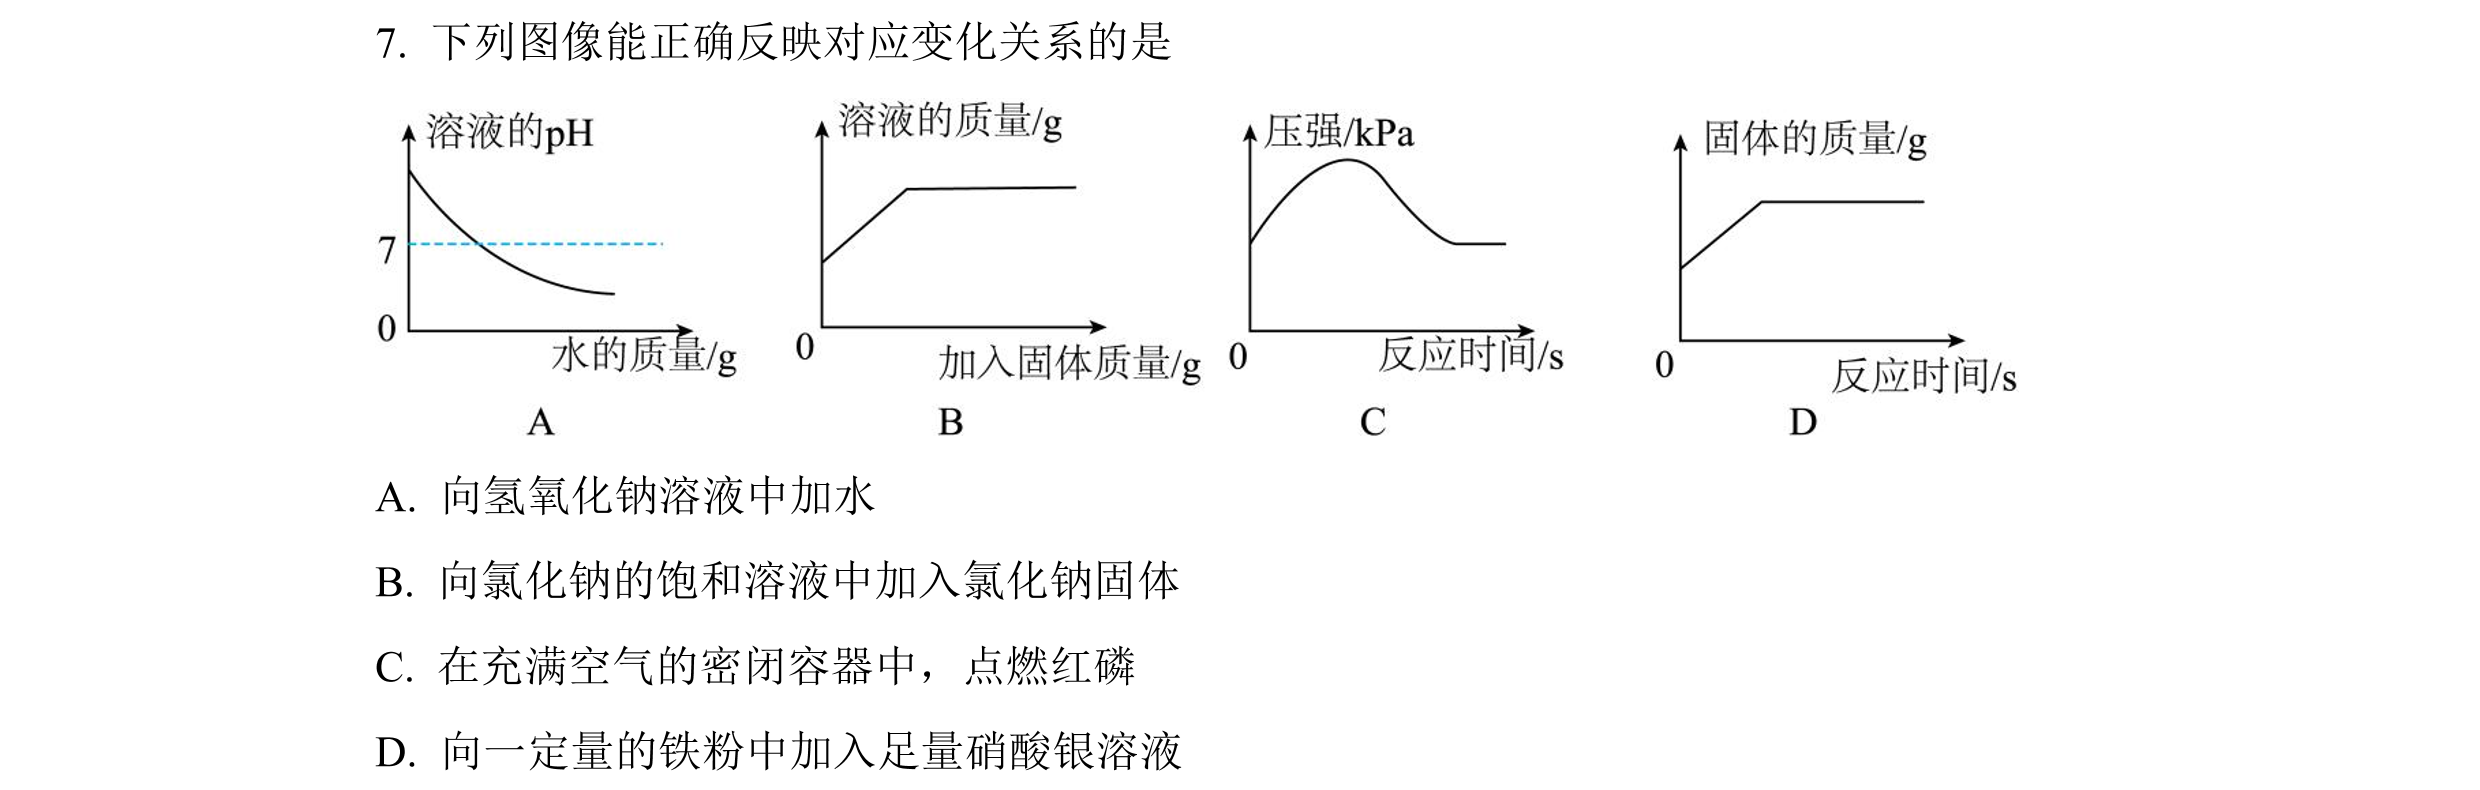 7. 下列图像能正确反映对应变化关系的是
溶液的pH
7
0
水的质量/g
A
溶液的质量/g
0
加入固体质量/g
B
压强/kPa
0
反应时间/s
C
固体的质量/g
0
反应时间/s
D
A. 向氢氧化钠溶液中加水
B. 向氯化钠的饱和溶液中加入氯化钠固体
C. 在充满空气的密闭容器中，点燃红磷
D. 向一定量的铁粉中加入足量硝酸银溶液